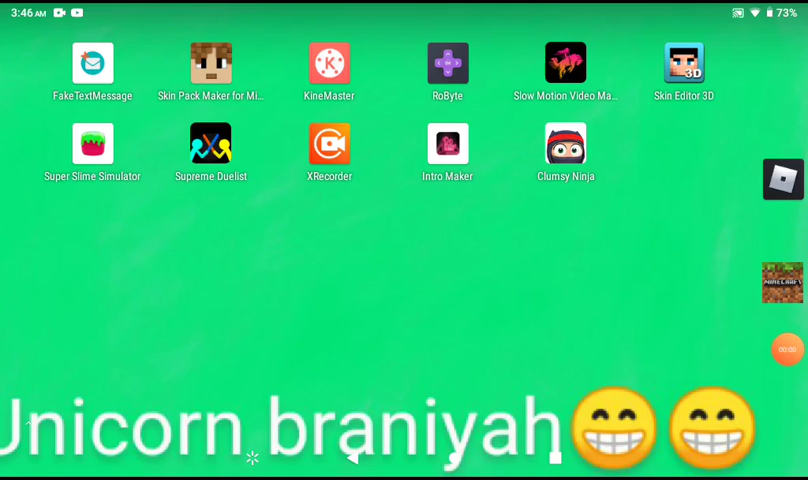 3:46 AM 73%
FakeTextMessage Skin Pack Maker for Mi... KineMaster RoByte Slow Motion Video Ma... Skin Editor 3D
3D
Super Slime Simulator Supreme Duelist XRecorder Intro Maker Clumsy Ninja
MINECRAFT
00:00
Unicorn braniyah😁😁